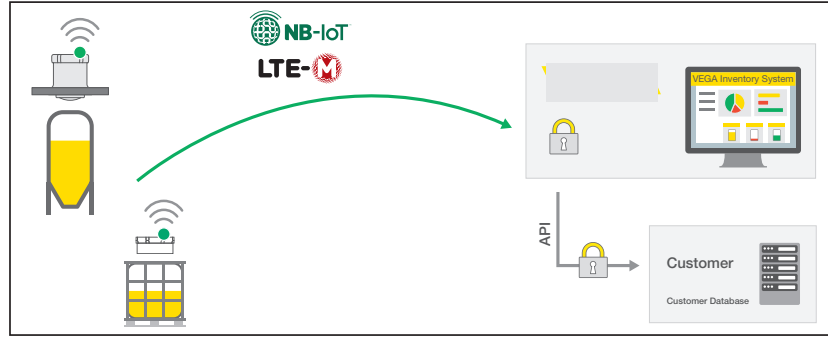 NB-IoT
LTE-M
VEGA Inventory System
API
Customer
Customer Database